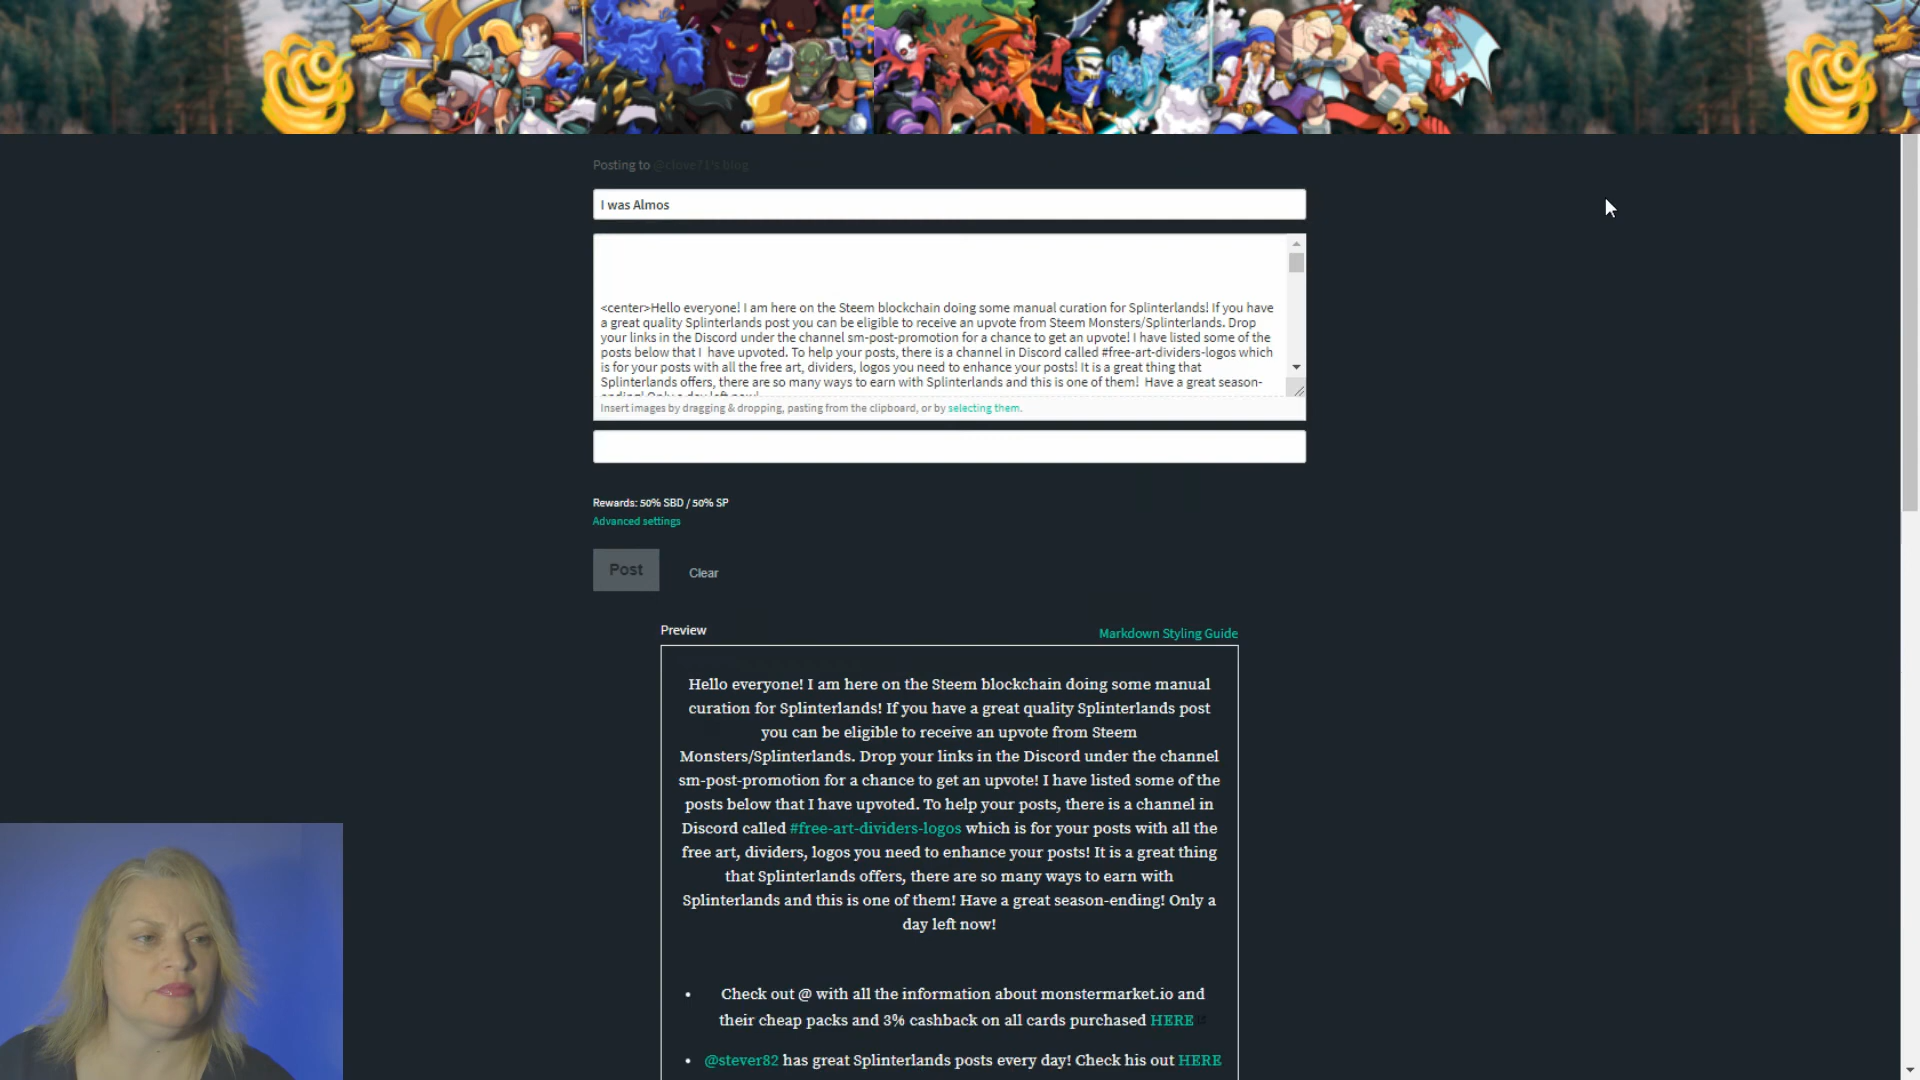 Posting to @clove71's blog
I was Almos
<center>Hello everyone! I am here on the Steem blockchain doing some manual curation for Splinterlands! If you have
a great quality Splinterlands post you can be eligible to receive an upvote from Steem Monsters/Splinterlands. Drop
your links in the Discord under the channel sm-post-promotion for a chance to get an upvote! I have listed some of the
posts below that I  have upvoted. To help your posts, there is a channel in Discord called #free-art-dividers-logos which
is for your posts with all the free art, dividers, logos you need to enhance your posts! It is a great thing that
Splinterlands offers, there are so many ways to earn with Splinterlands and this is one of them!  Have a great season-
ending! Only a day left now!
Insert images by dragging & dropping, pasting from the clipboard, or by selecting them.
Rewards: 50% SBD / 50% SP
Advanced settings
Post
Clear
Preview
Markdown Styling Guide
Hello everyone! I am here on the Steem blockchain doing some manual
curation for Splinterlands! If you have a great quality Splinterlands post
you can be eligible to receive an upvote from Steem
Monsters/Splinterlands. Drop your links in the Discord under the channel
sm-post-promotion for a chance to get an upvote! I have listed some of the
posts below that I have upvoted. To help your posts, there is a channel in
Discord called #free-art-dividers-logos which is for your posts with all the
free art, dividers, logos you need to enhance your posts! It is a great thing
that Splinterlands offers, there are so many ways to earn with
Splinterlands and this is one of them! Have a great season-ending! Only a
day left now!
• Check out @ with all the information about monstermarket.io and
their cheap packs and 3% cashback on all cards purchased HERE
• @stever82 has great Splinterlands posts every day! Check his out HERE